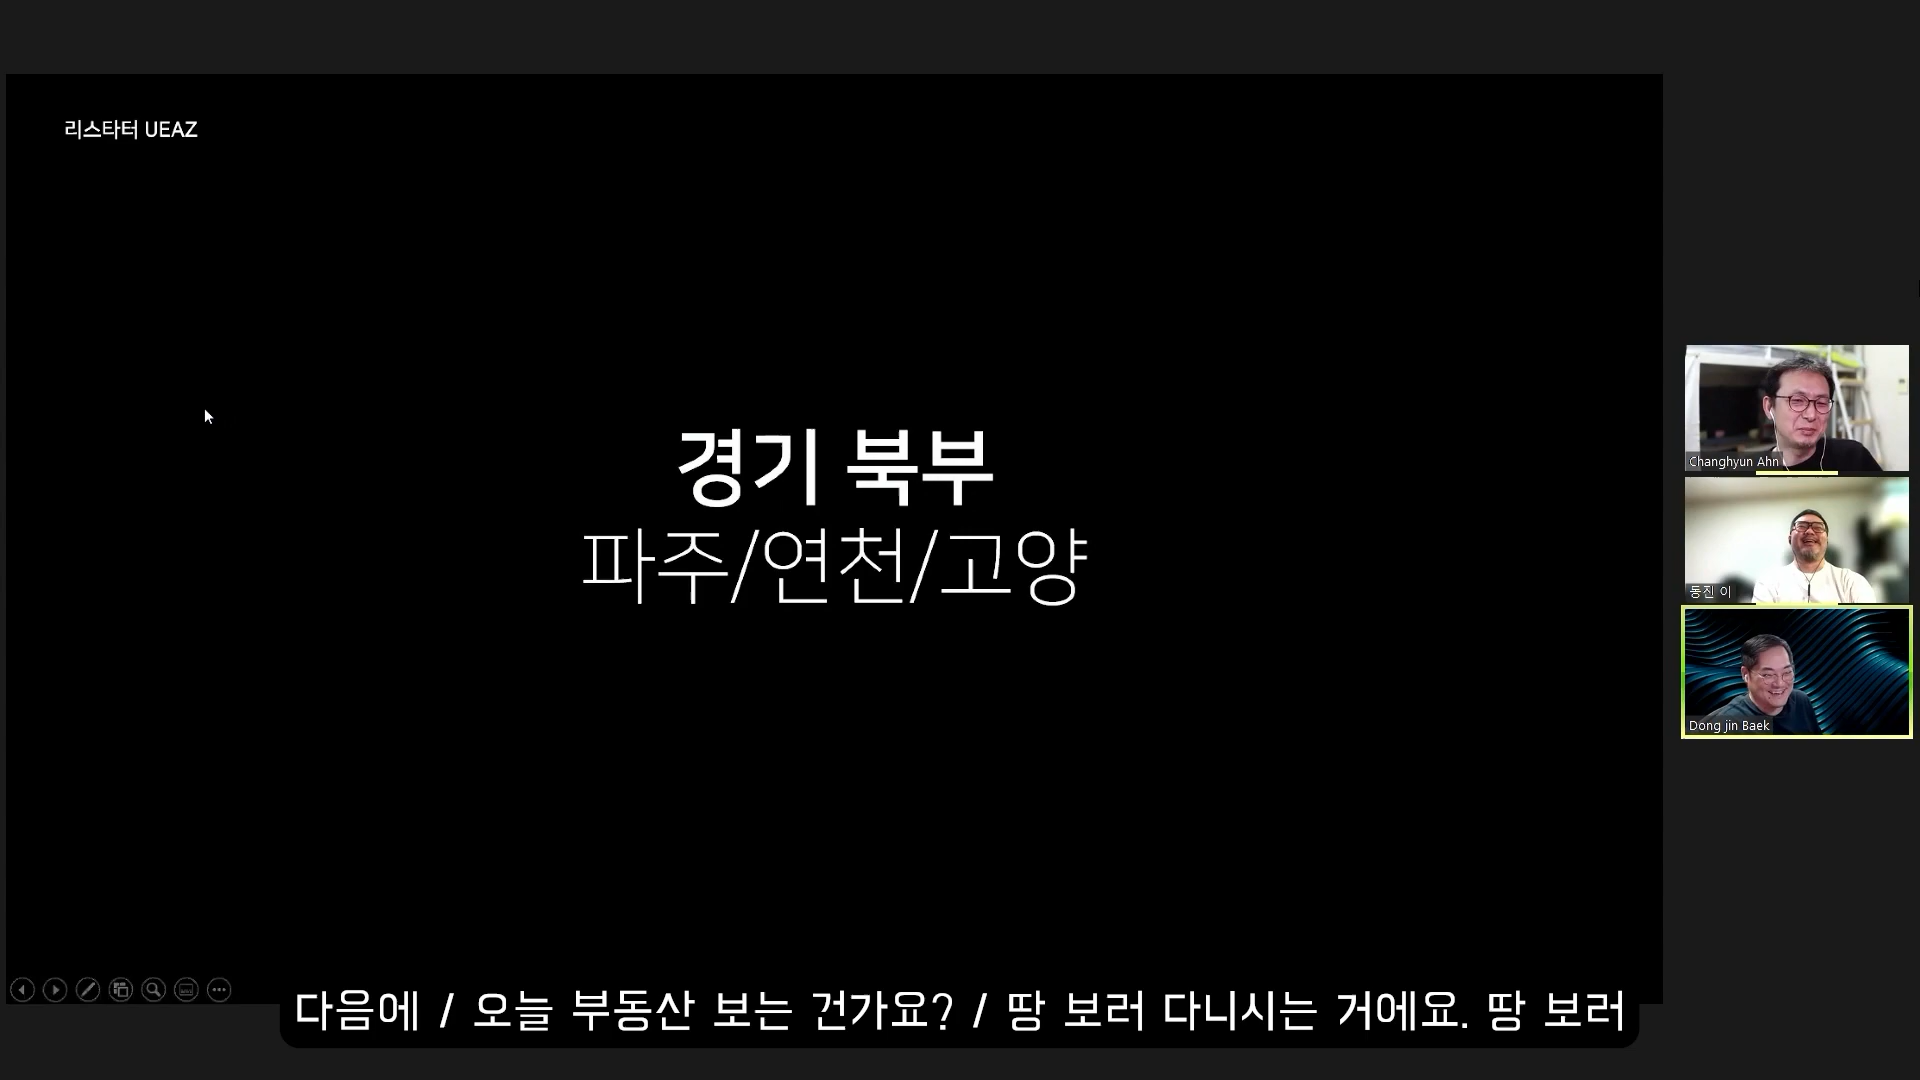 리스타터 UEAZ
경기 북부
파주/연천/고양
Changhyun Ahn
동진 이
Dong jin Baek
다음에 / 오늘 부동산 보는 건가요? / 땅 보러 다니시는 거에요. 땅 보러